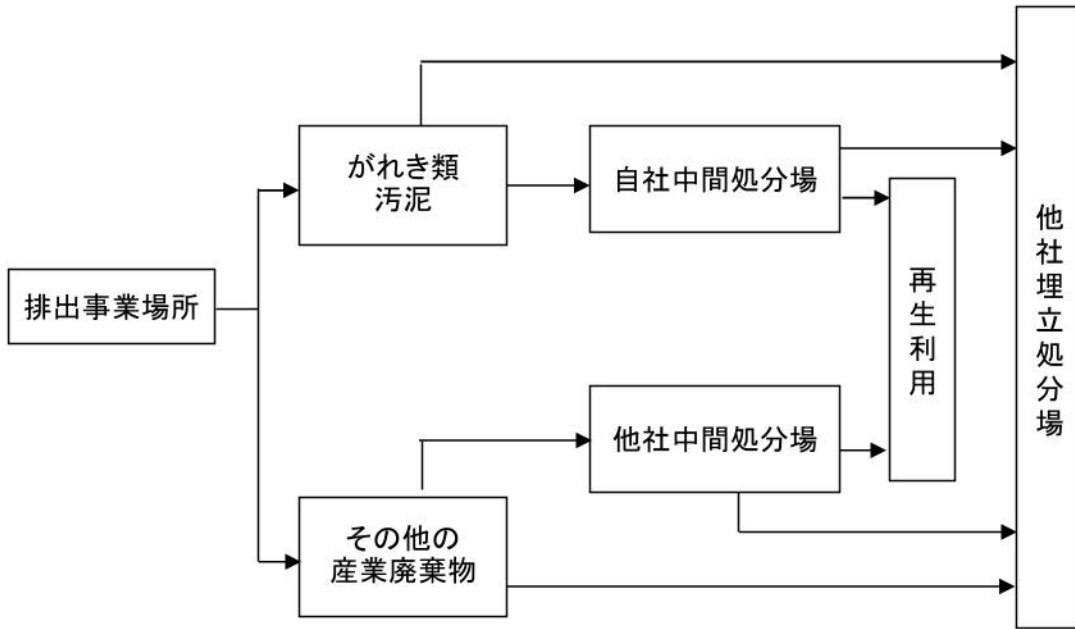 がれき類
汚泥
自社中間処分場
排出事業場所
再生利用
他社埋立処分場
他社中間処分場
その他の
産業廃棄物